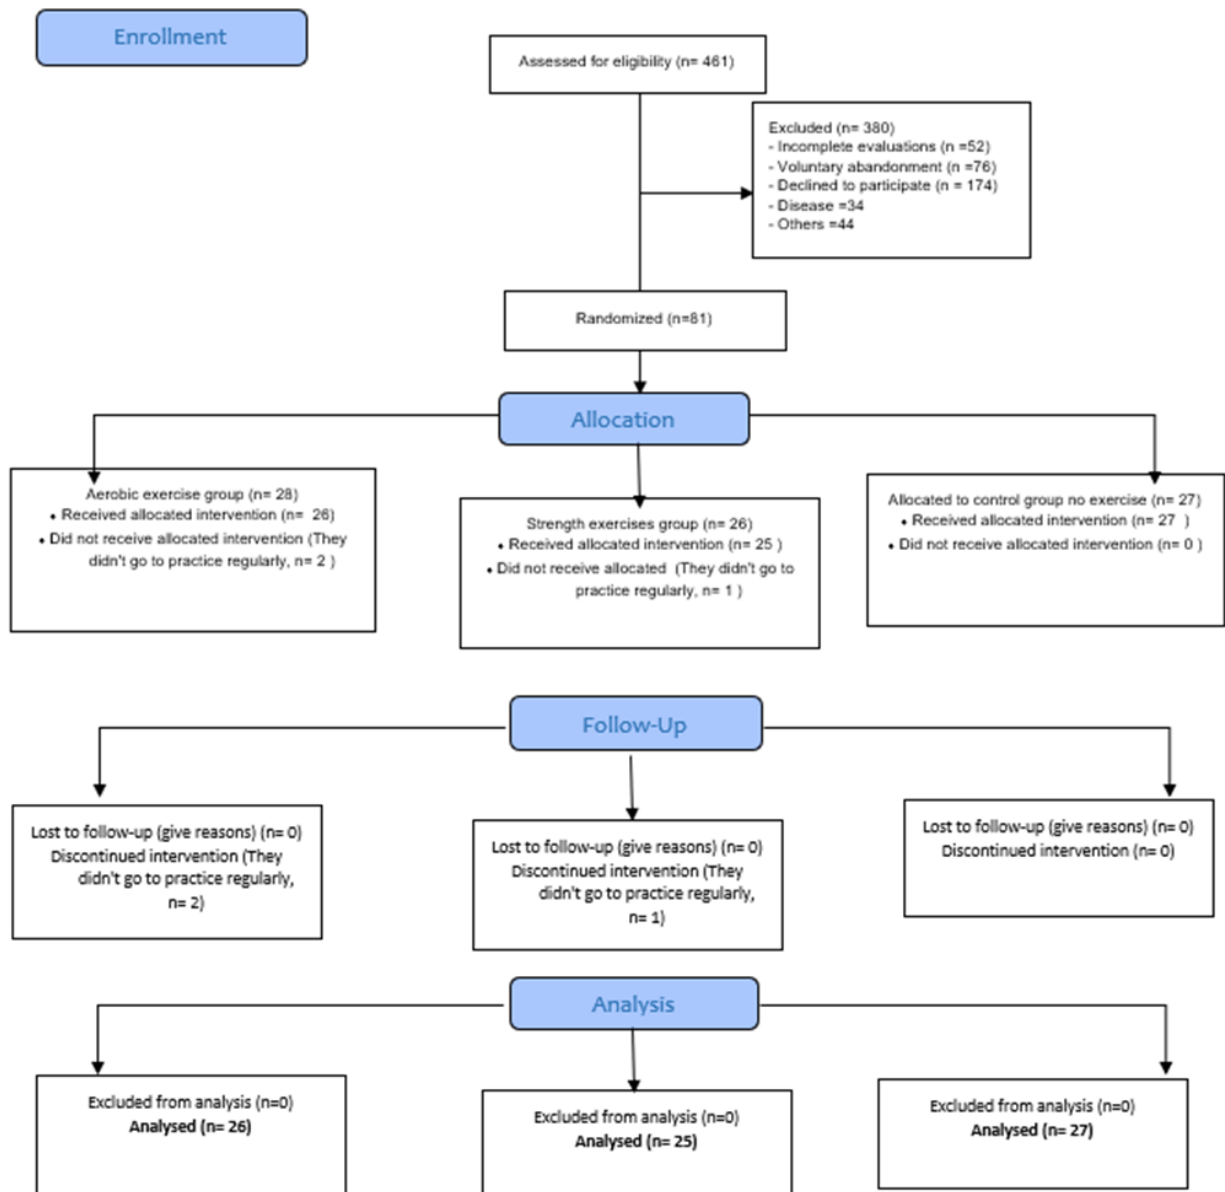 Enrollment
Assessed for eligibility (n= 461)
Excluded (n= 380)
- Incomplete evaluations (n =52)
- Voluntary abandonment (n =76)
- Declined to participate (n = 174)
- Disease =34
- Others =44
Randomized (n=81)
Allocation
Aerobic exercise group (n= 28)
• Received allocated intervention (n=  26)
• Did not receive allocated intervention (They
didn't go to practice regularly, n= 2 )
Strength exercises group (n= 26)
• Received allocated intervention (n= 25 )
• Did not receive allocated  (They didn't go to
practice regularly, n= 1 )
Allocated to control group no exercise (n= 27)
• Received allocated intervention (n= 27  )
• Did not receive allocated intervention (n= 0 )
Follow-Up
Lost to follow-up (give reasons) (n= 0)
Discontinued intervention (They
didn't go to practice regularly,
n= 2)
Lost to follow-up (give reasons) (n= 0)
Discontinued intervention (They
didn't go to practice regularly,
n= 1)
Lost to follow-up (give reasons) (n= 0)
Discontinued intervention (n= 0)
Analysis
Excluded from analysis (n=0)
Analysed (n= 26)
Excluded from analysis (n=0)
Analysed (n= 25)
Excluded from analysis (n=0)
Analysed (n= 27)